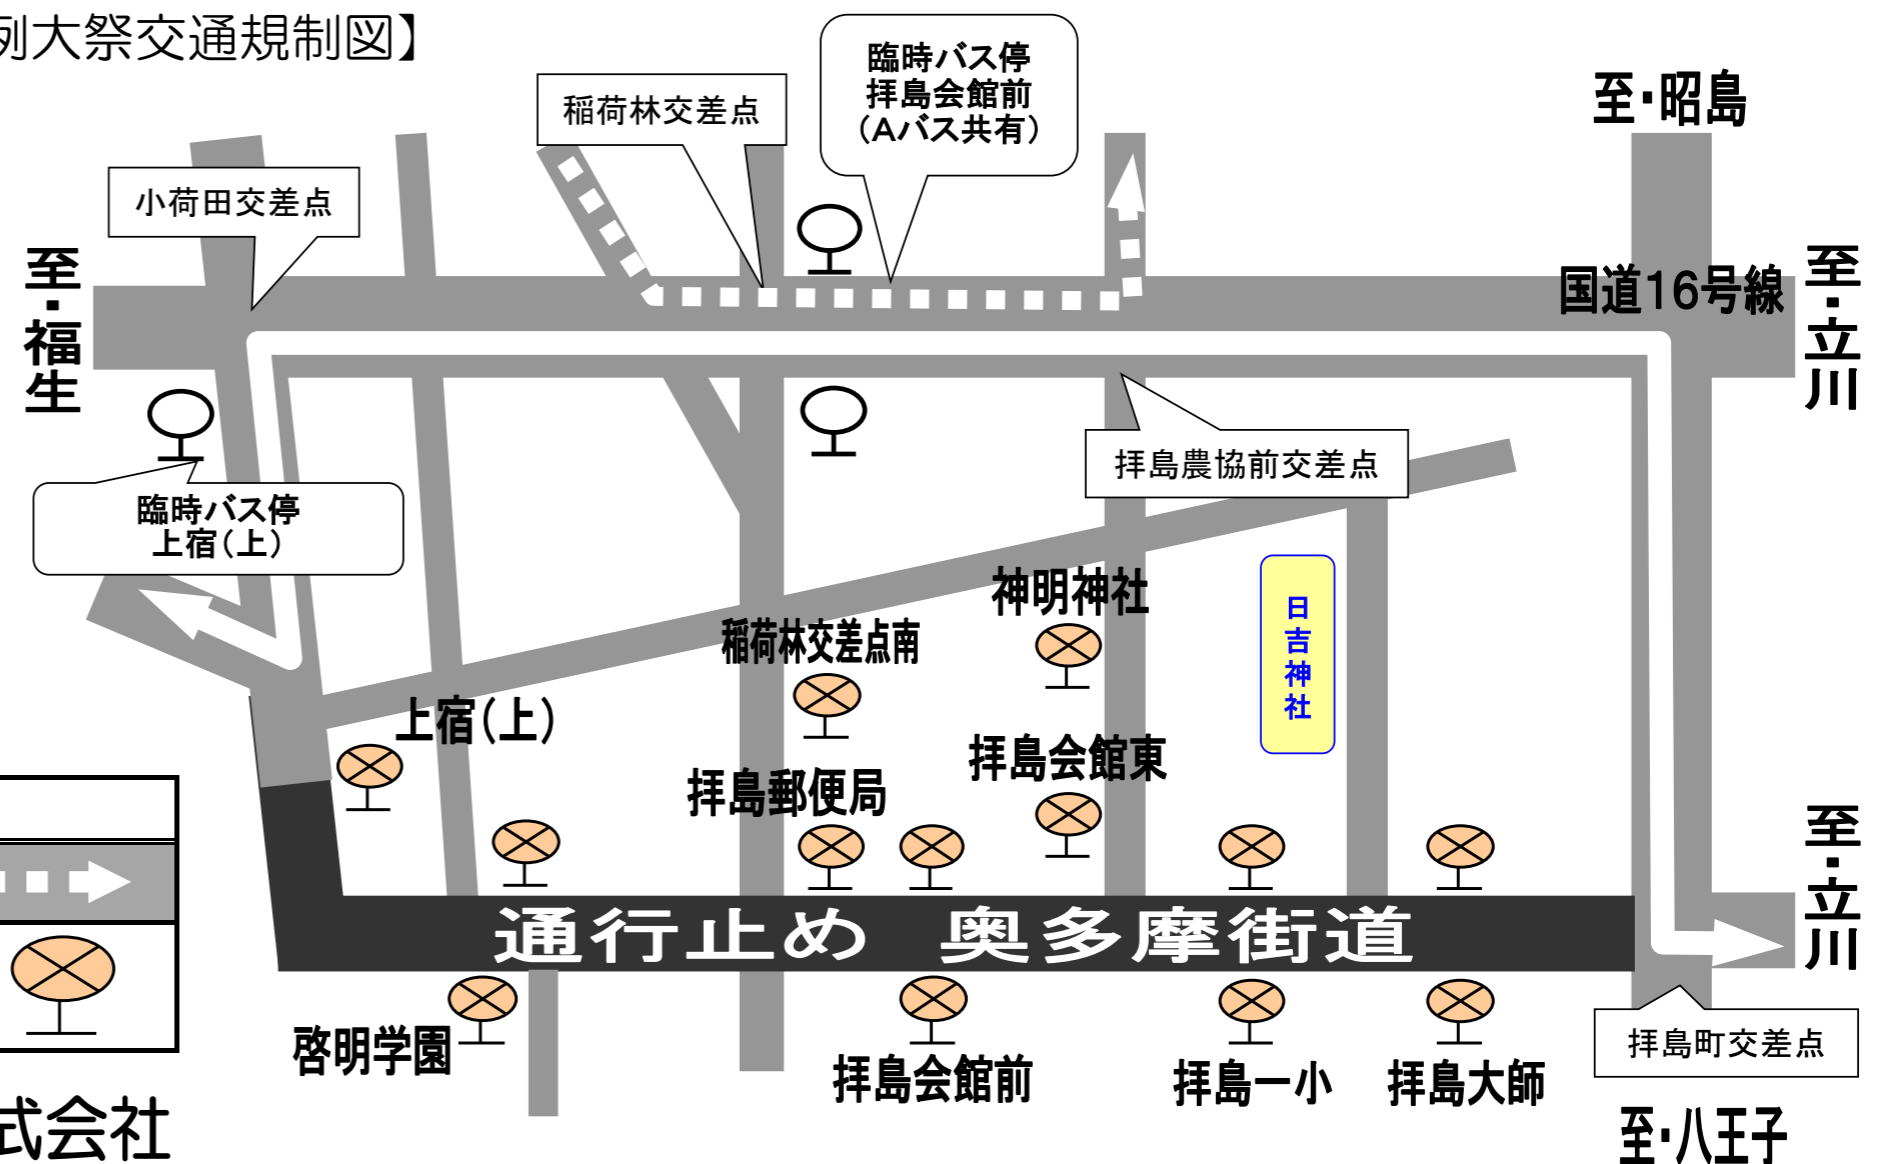 例大祭交通規制図】
臨時バス停
拝島会館前
（Aバス共有）
稲荷林交差点
至・昭島
小荷田交差点
至・福生
国道16号線
至・立川
拝島農協前交差点
臨時バス停
上宿（上）
神明神社
日吉神社
稲荷林交差点南
上宿（上）
拝島会館東
拝島郵便局
至・立川
通行止め　奥多摩街道
啓明学園
拝島会館前
拝島一小
拝島大師
拝島町交差点
式会社
至・八王子